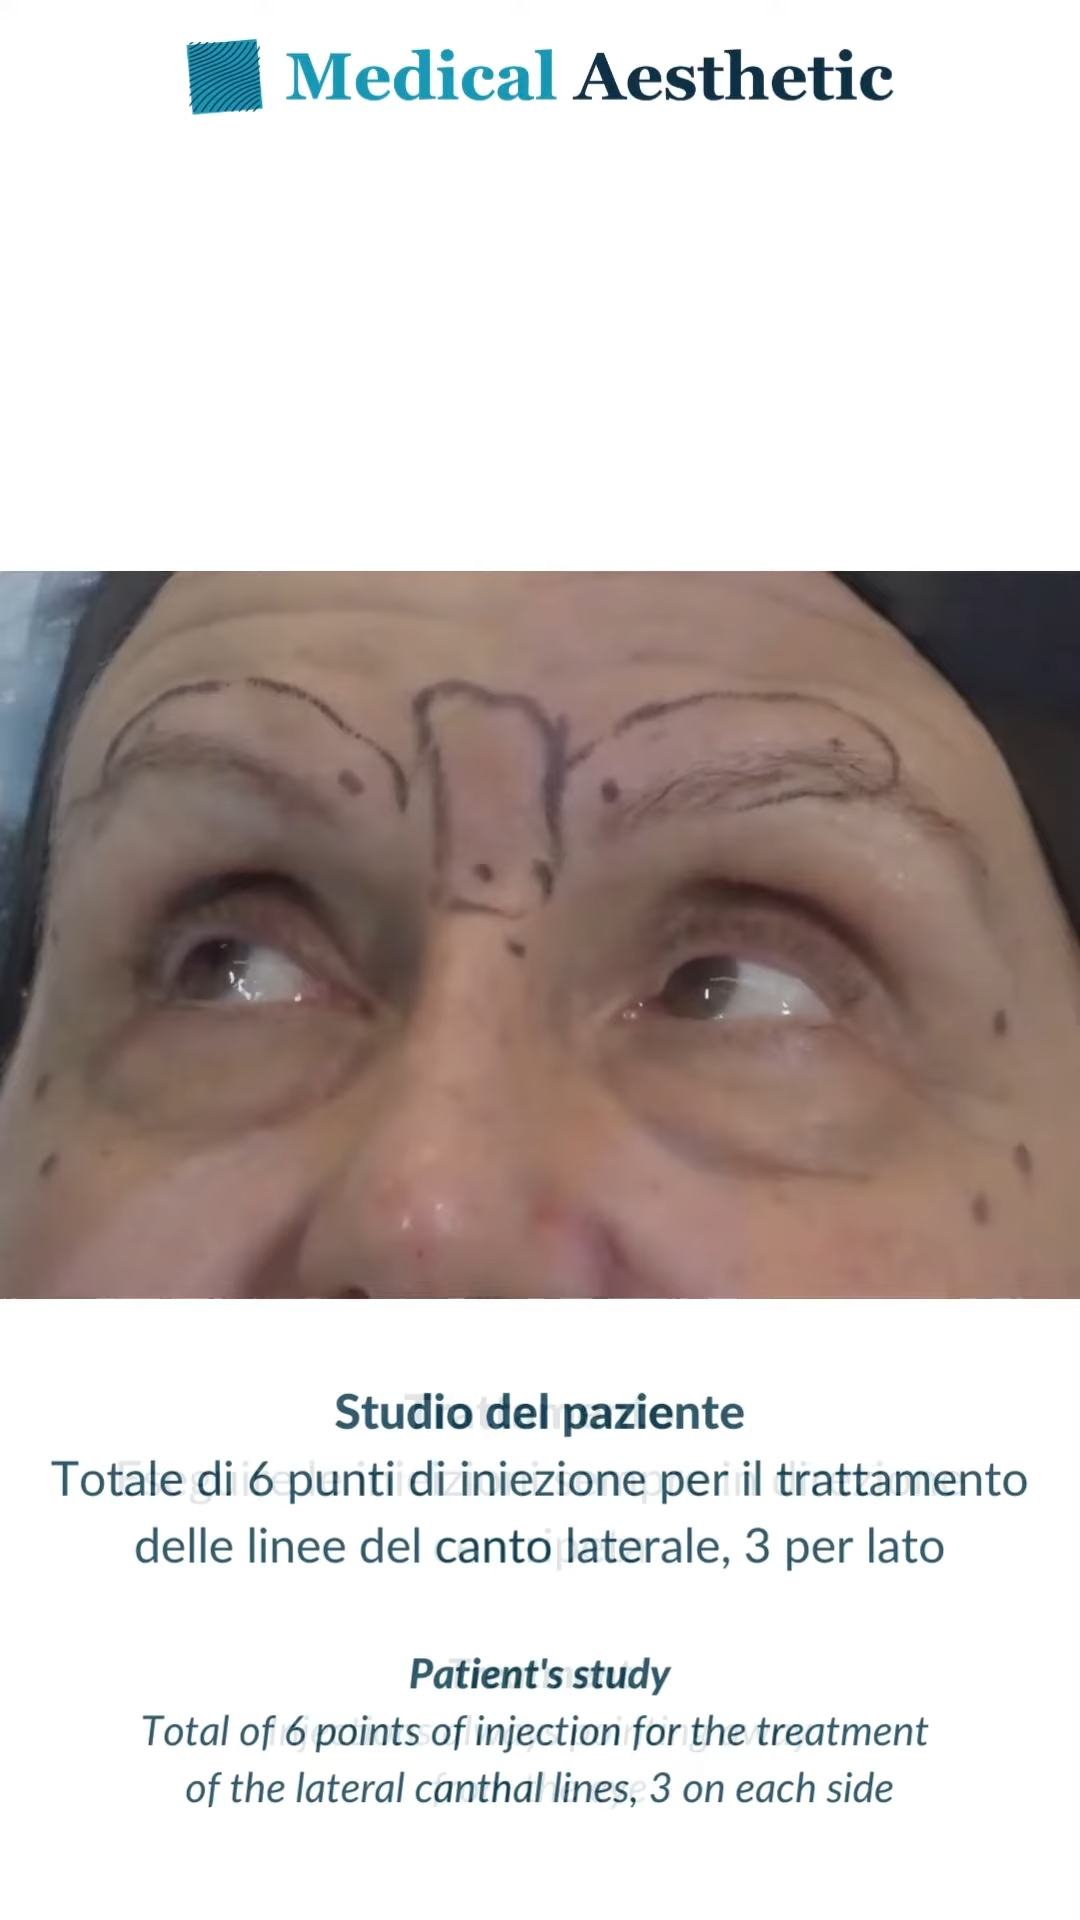 Medical Aesthetic
Studio del paziente
Totale di 6 punti di iniezione per il trattamento
delle linee del canto laterale, 3 per lato
Patient's study
Total of 6 points of injection for the treatment
of the lateral canthal lines, 3 on each side